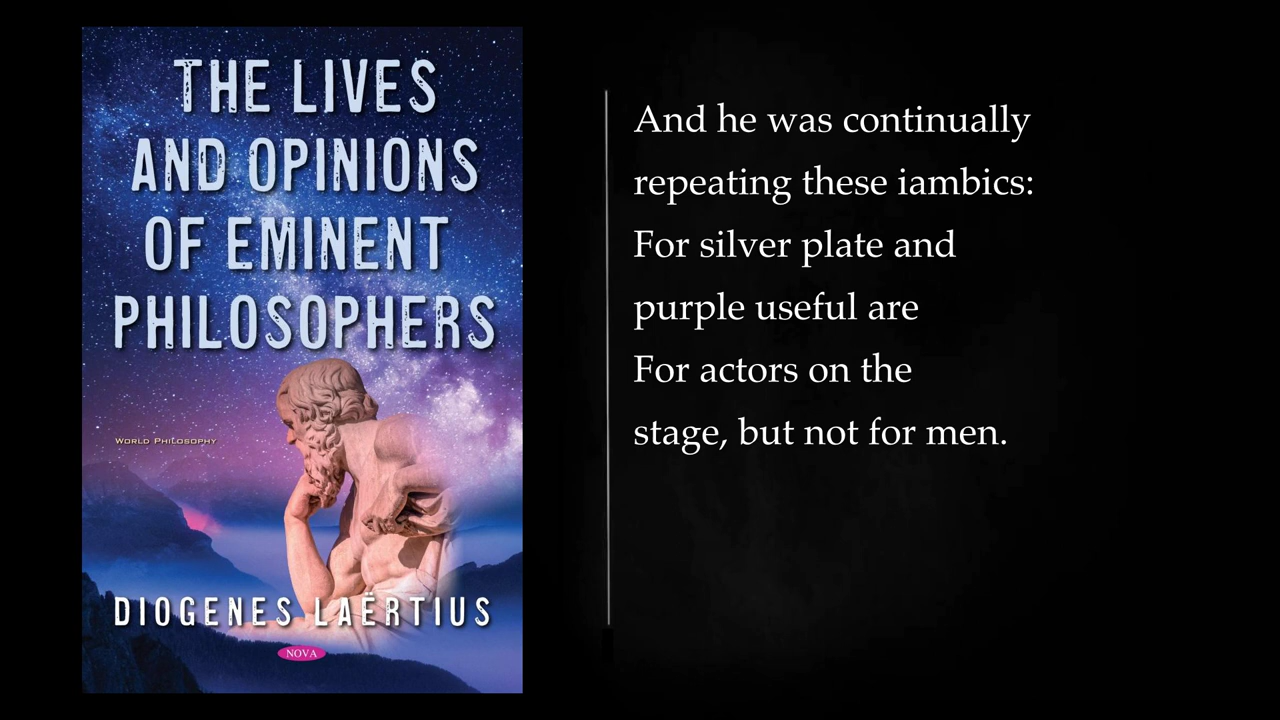 THE LIVES
AND OPINIONS
OF EMINENT
PHILOSOPHERS
WORLD PHILOSOPHY
DIOGENES LAËRTIUS
NOVA
And he was continually
repeating these iambics:
For silver plate and
purple useful are
For actors on the
stage, but not for men.